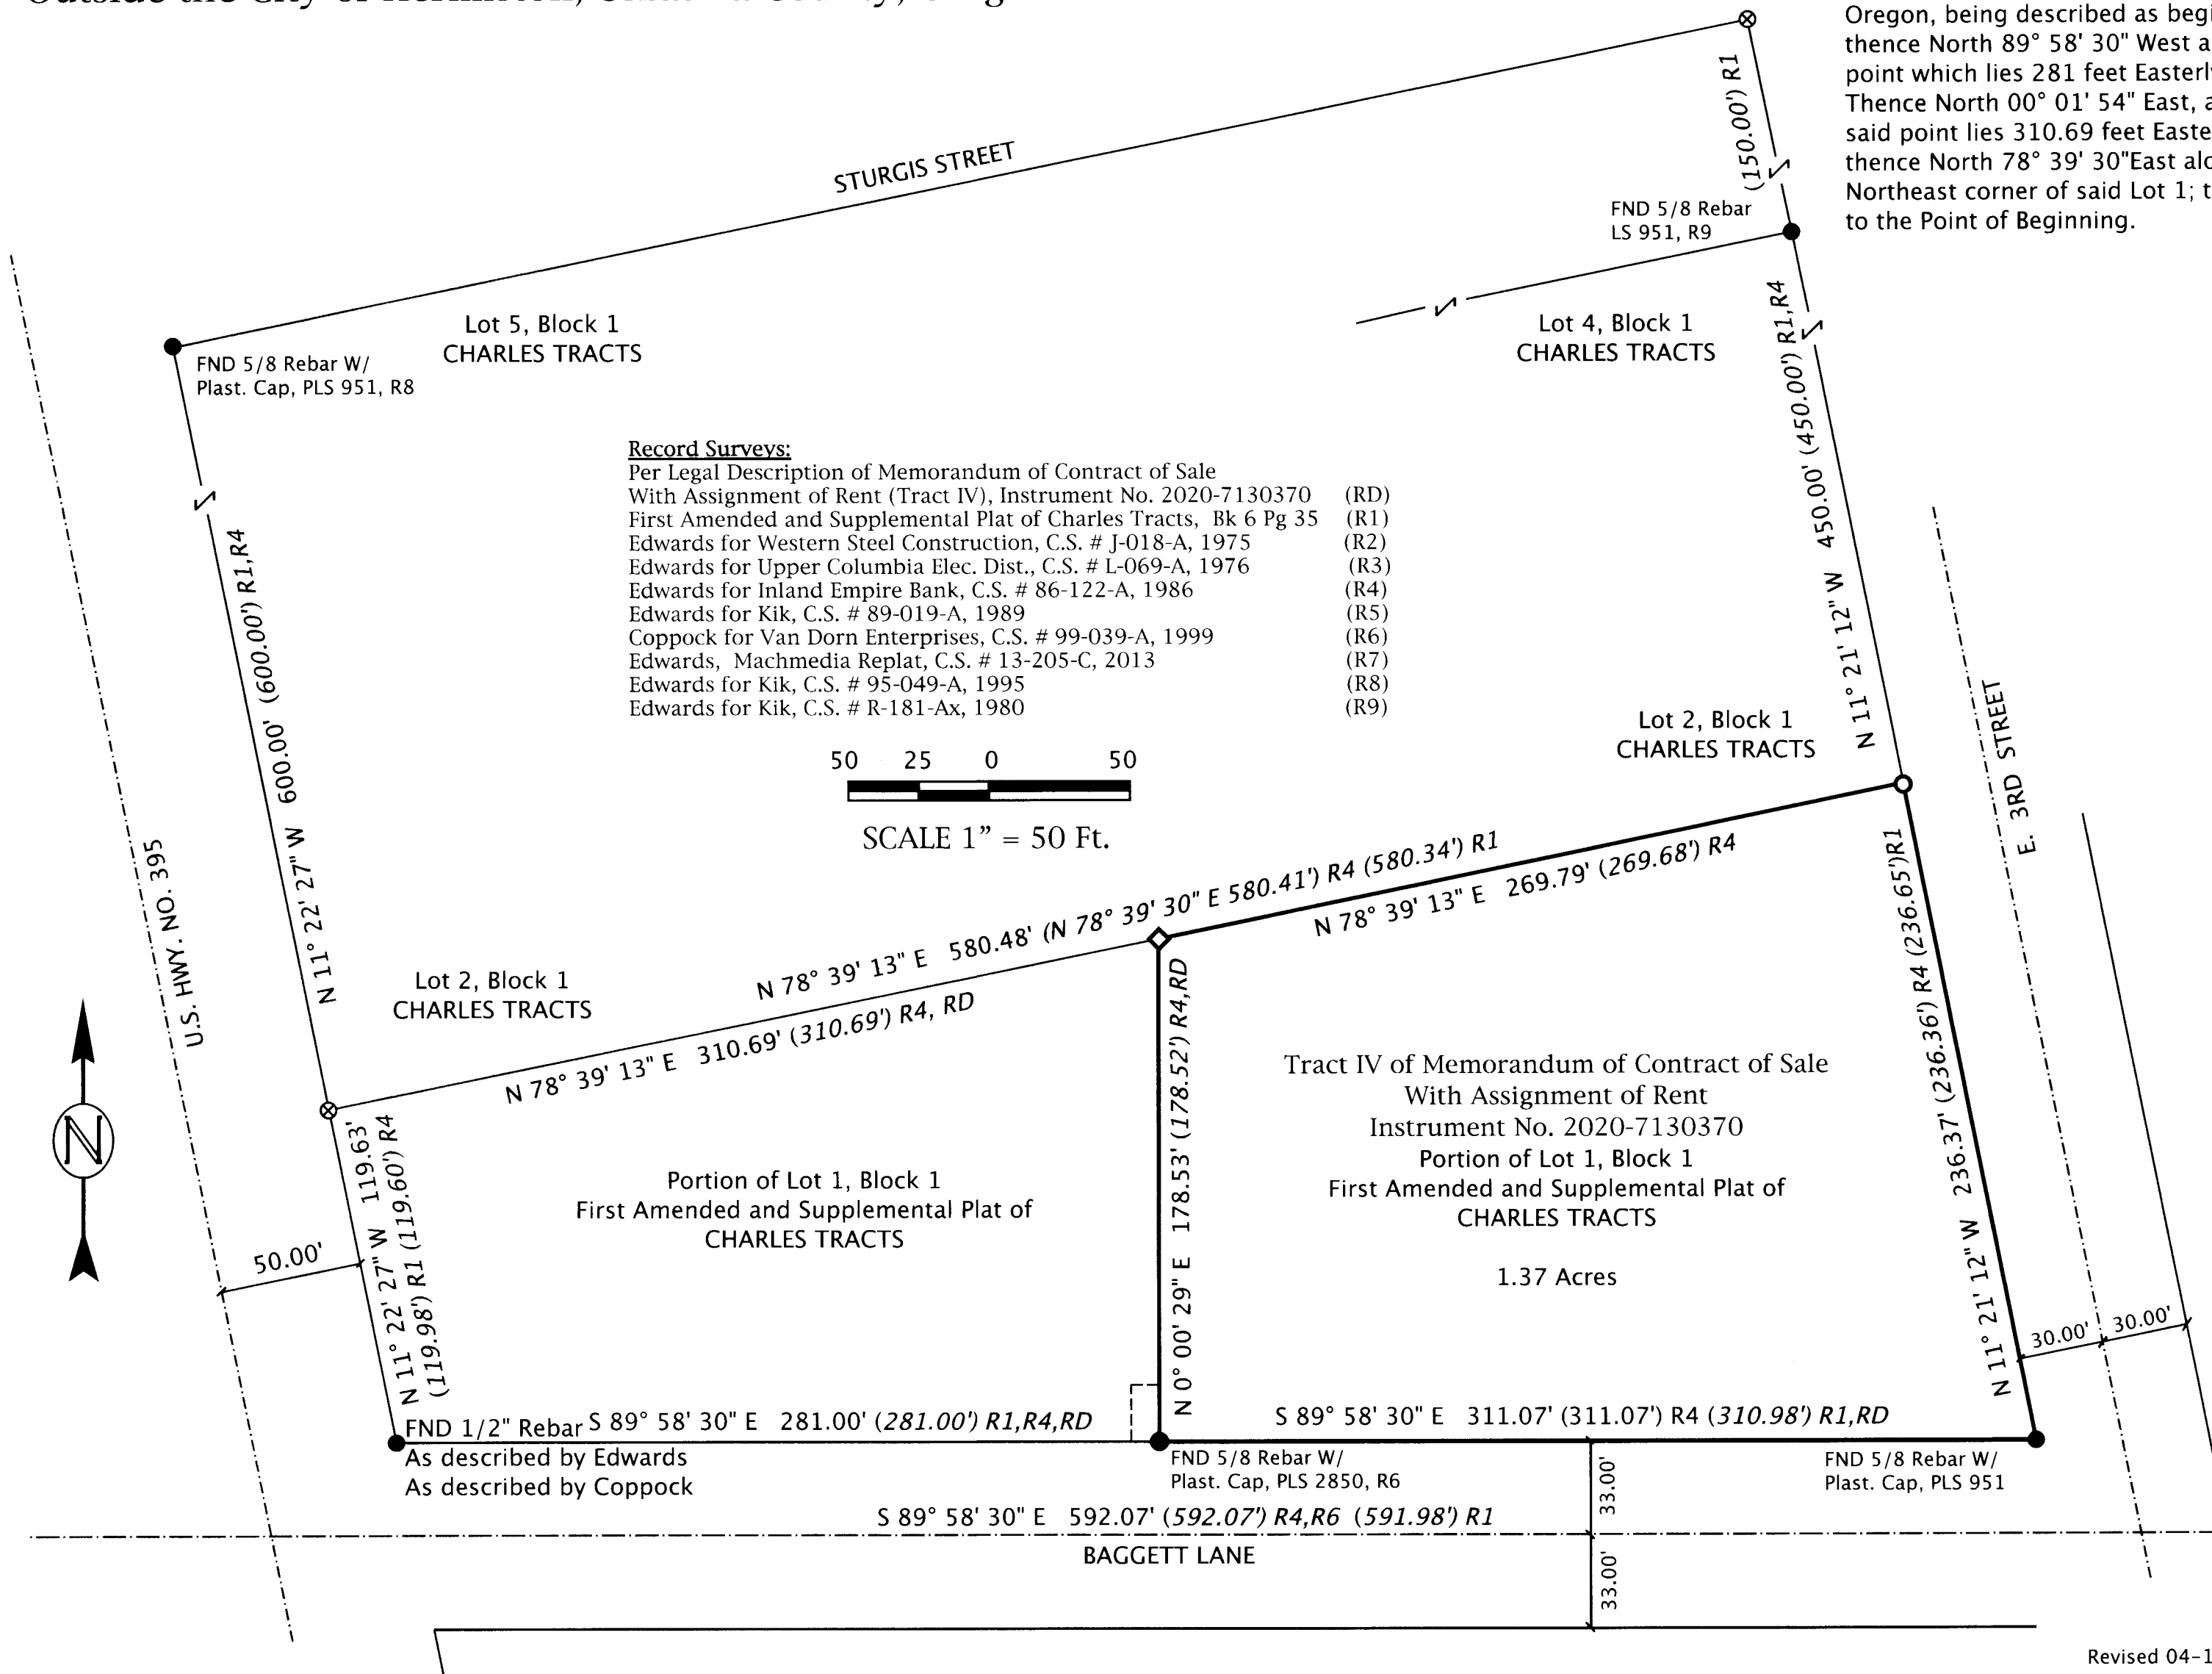 Oregon, being described as
thence North 89° 58' 30" West
point which lies 281 feet
Thence North 00° 01' 54" East,
said point lies 310.69 feet
thence North 78° 39' 30"East
Northeast corner of said Lot 1;
to the Point of Beginning.
(150.00') R1
STURGIS STREET
FND 5/8 Rebar
LS 951, R9
Lot 5, Block 1
CHARLES TRACTS
Lot 4, Block 1
CHARLES TRACTS
FND 5/8 Rebar W/
Plast. Cap, PLS 951, R8
N 11° 21' 12" W 450.00' (450.00') R1,R4
Record Surveys:
Per Legal Description of Memorandum of Contract of Sale
With Assignment of Rent (Tract IV), Instrument No. 2020-7130370 (RD)
First Amended and Supplemental Plat of Charles Tracts, Bk 6 Pg 35 (R1)
Edwards for Western Steel Construction, C.S. # J-018-A, 1975 (R2)
Edwards for Upper Columbia Elec. Dist., C.S. # L-069-A, 1976 (R3)
Edwards for Inland Empire Bank, C.S. # 86-122-A, 1986 (R4)
Edwards for Kik, C.S. # 89-019-A, 1989 (R5)
Coppock for Van Dorn Enterprises, C.S. # 99-039-A, 1999 (R6)
Edwards, Machmedia Replat, C.S. # 13-205-C, 2013 (R7)
Edwards for Kik, C.S. # 95-049-A, 1995 (R8)
Edwards for Kik, C.S. # R-181-Ax, 1980 (R9)
N 11° 22' 27" W 600.00' (600.00') R1,R4
Lot 2, Block 1
CHARLES TRACTS
50 25 0 50
SCALE 1” = 50 Ft.
U.S. HWY. NO. 395
E. 3RD STREET
N 78° 39' 13" E 580.48' (N 78° 39' 30" E 580.41') R4 (580.34') R1
N 78° 39' 13" E 269.79' (269.68') R4
Lot 2, Block 1
CHARLES TRACTS
N 78° 39' 13" E 310.69' (310.69') R4, RD
N 0° 00' 29" E 178.53' (178.52') R4,RD
N 11° 21' 12" W 236.37' (236.36') R4 (236.65')R1
Tract IV of Memorandum of Contract of Sale
With Assignment of Rent
Instrument No. 2020-7130370
Portion of Lot 1, Block 1
First Amended and Supplemental Plat of
CHARLES TRACTS
1.37 Acres
N
Portion of Lot 1, Block 1
First Amended and Supplemental Plat of
CHARLES TRACTS
50.00'
N 11° 22' 27" W 119.63'
(119.98') R1 (119.60') R4
30.00' 30.00'
FND 1/2" Rebar
As described by Edwards
As described by Coppock
S 89° 58' 30" E 281.00' (281.00') R1,R4,RD
S 89° 58' 30" E 311.07' (311.07') R4 (310.98') R1,RD
FND 5/8 Rebar W/
Plast. Cap, PLS 2850, R6
FND 5/8 Rebar W/
Plast. Cap, PLS 951
33.00'
S 89° 58' 30" E 592.07' (592.07') R4,R6 (591.98') R1
BAGGETT LANE
33.00'
Revised